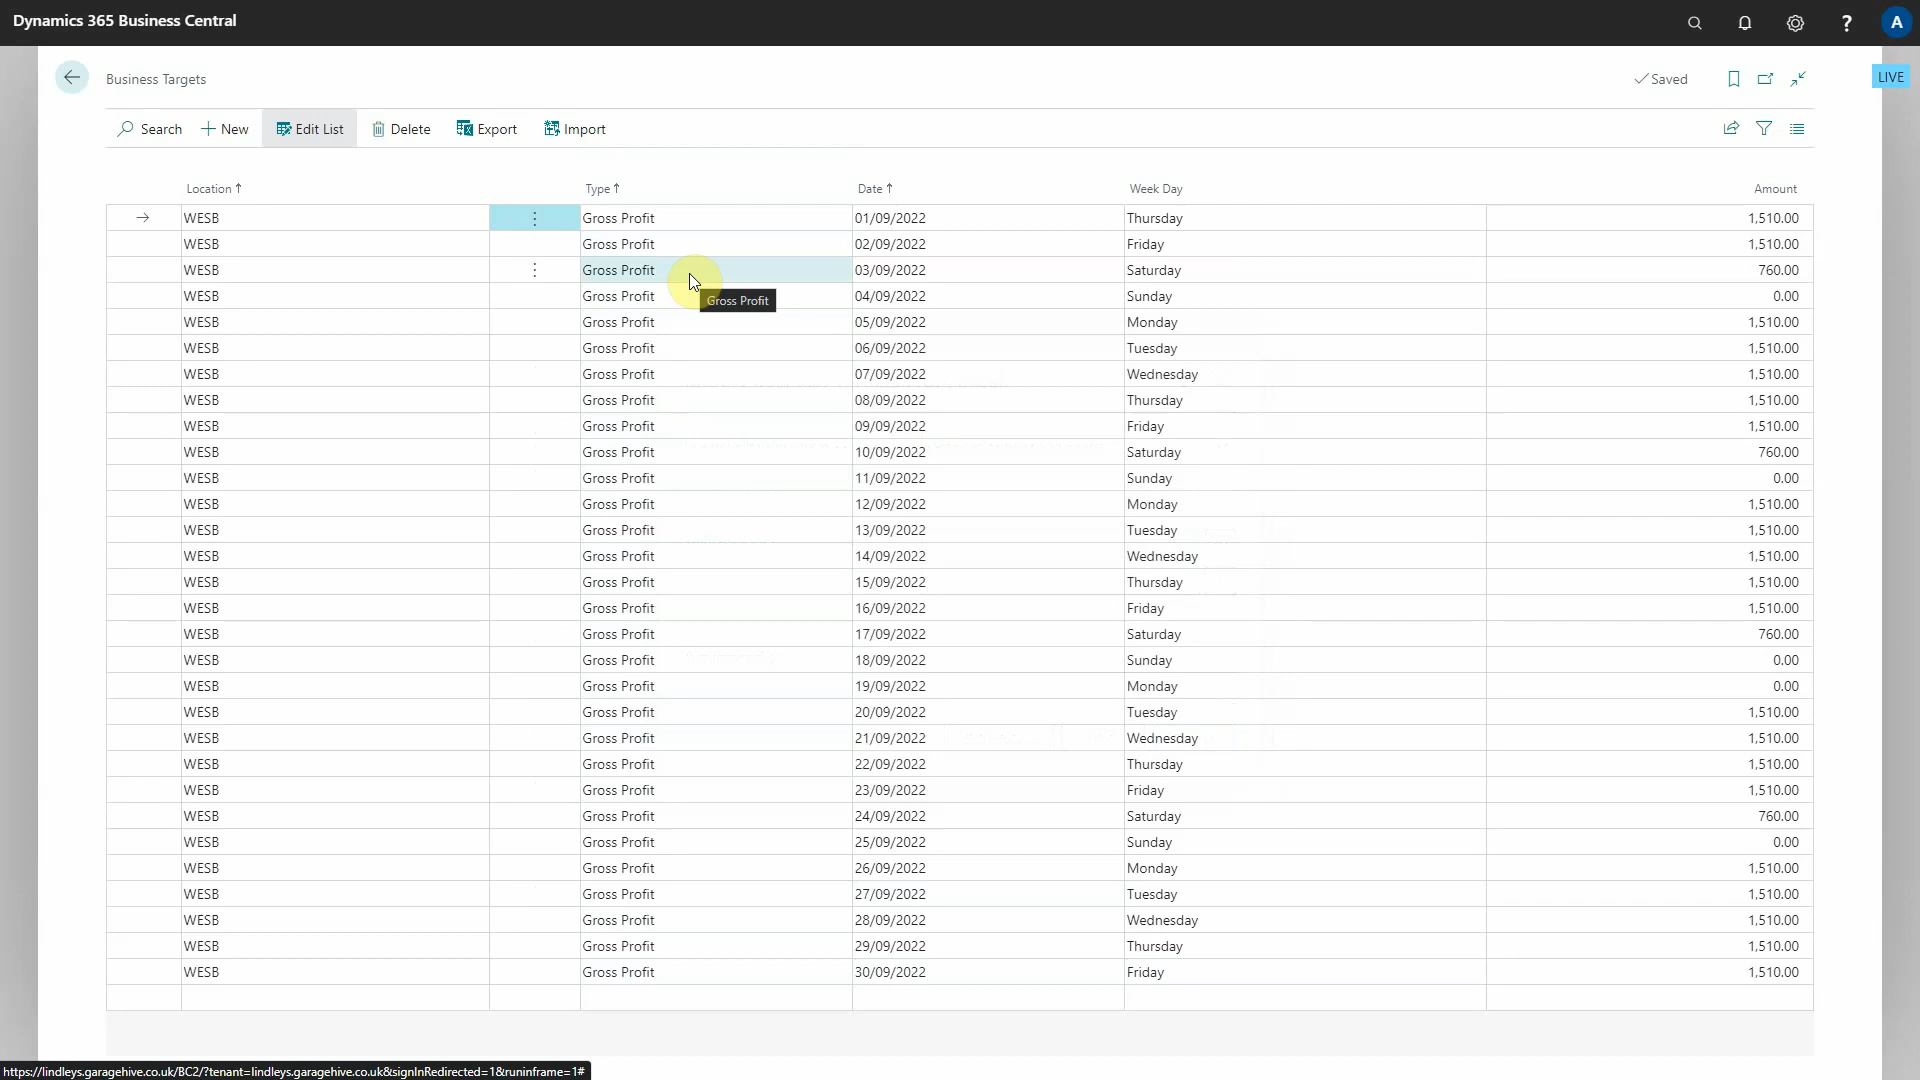 Dynamics 365 Business Central
A
Business Targets
Saved
LIVE
Search New Edit List Delete Export Import
Location Type Date Week Day Amount
WESB Gross Profit 01/09/2022 Thursday 1,510.00
WESB Gross Profit 02/09/2022 Friday 1,510.00
WESB Gross Profit 03/09/2022 Saturday 760.00
WESB Gross Profit 04/09/2022 Sunday 0.00
Gross Profit
WESB Gross Profit 05/09/2022 Monday 1,510.00
WESB Gross Profit 06/09/2022 Tuesday 1,510.00
WESB Gross Profit 07/09/2022 Wednesday 1,510.00
WESB Gross Profit 08/09/2022 Thursday 1,510.00
WESB Gross Profit 09/09/2022 Friday 1,510.00
WESB Gross Profit 10/09/2022 Saturday 760.00
WESB Gross Profit 11/09/2022 Sunday 0.00
WESB Gross Profit 12/09/2022 Monday 1,510.00
WESB Gross Profit 13/09/2022 Tuesday 1,510.00
WESB Gross Profit 14/09/2022 Wednesday 1,510.00
WESB Gross Profit 15/09/2022 Thursday 1,510.00
WESB Gross Profit 16/09/2022 Friday 1,510.00
WESB Gross Profit 17/09/2022 Saturday 760.00
WESB Gross Profit 18/09/2022 Sunday 0.00
WESB Gross Profit 19/09/2022 Monday 0.00
WESB Gross Profit 20/09/2022 Tuesday 1,510.00
WESB Gross Profit 21/09/2022 Wednesday 1,510.00
WESB Gross Profit 22/09/2022 Thursday 1,510.00
WESB Gross Profit 23/09/2022 Friday 1,510.00
WESB Gross Profit 24/09/2022 Saturday 760.00
WESB Gross Profit 25/09/2022 Sunday 0.00
WESB Gross Profit 26/09/2022 Monday 1,510.00
WESB Gross Profit 27/09/2022 Tuesday 1,510.00
WESB Gross Profit 28/09/2022 Wednesday 1,510.00
WESB Gross Profit 29/09/2022 Thursday 1,510.00
WESB Gross Profit 30/09/2022 Friday 1,510.00
https://lindleys.garagehive.co.uk/BC2/?tenant=lindleys.garagehive.co.uk&signInRedirected=1&runinframe=1#